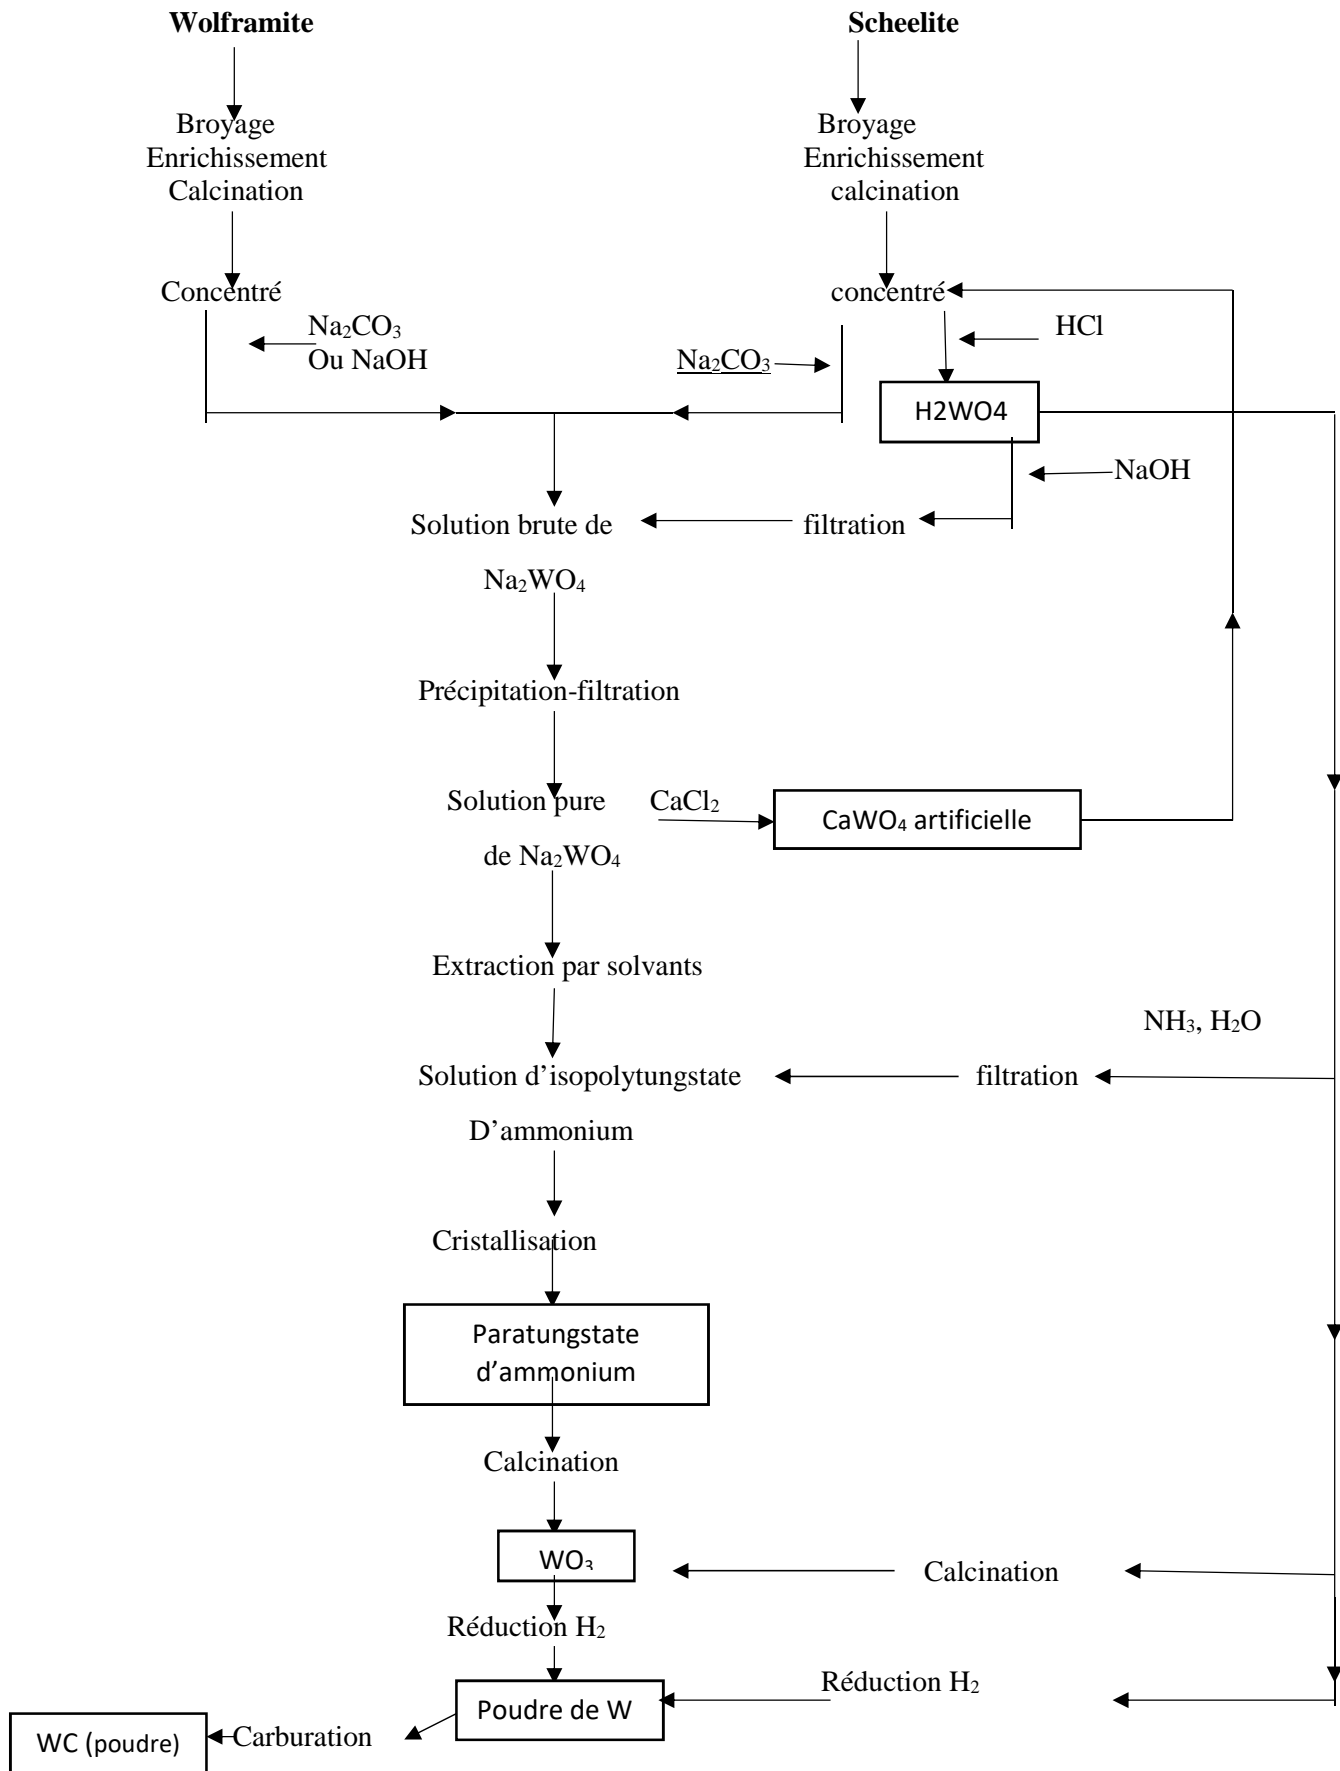 Wolframite
Scheelite
Broyage
Enrichissement
Calcination
Broyage
Enrichissement
calcination
Concentré
concentré
Na₂CO₃
Ou NaOH
Na₂CO₃
HCl
H2WO4
NaOH
Solution brute de
filtration
Na₂WO₄
Précipitation-filtration
Solution pure
CaCl₂
CaWO₄ artificielle
de Na₂WO₄
Extraction par solvants
NH₃, H₂O
Solution d’isopolytungstate
filtration
D’ammonium
Cristallisation
Paratungstate
d’ammonium
Calcination
WO₃
Calcination
Réduction H₂
Réduction H₂
Poudre de W
WC (poudre)
Carburation